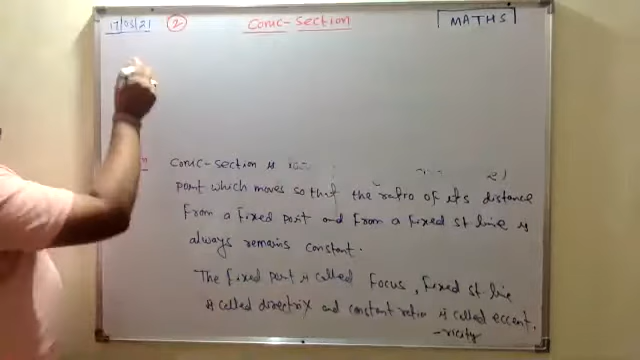 17/03/21 2 Conic-Section MATHS
Conic-section is
point which moves so that the ratio of its distance
from a fixed point and from a fixed st line is
always remains constant.
The fixed point is called Focus, fixed st line
is called directrix and constant ratio is called eccent.
-ricity